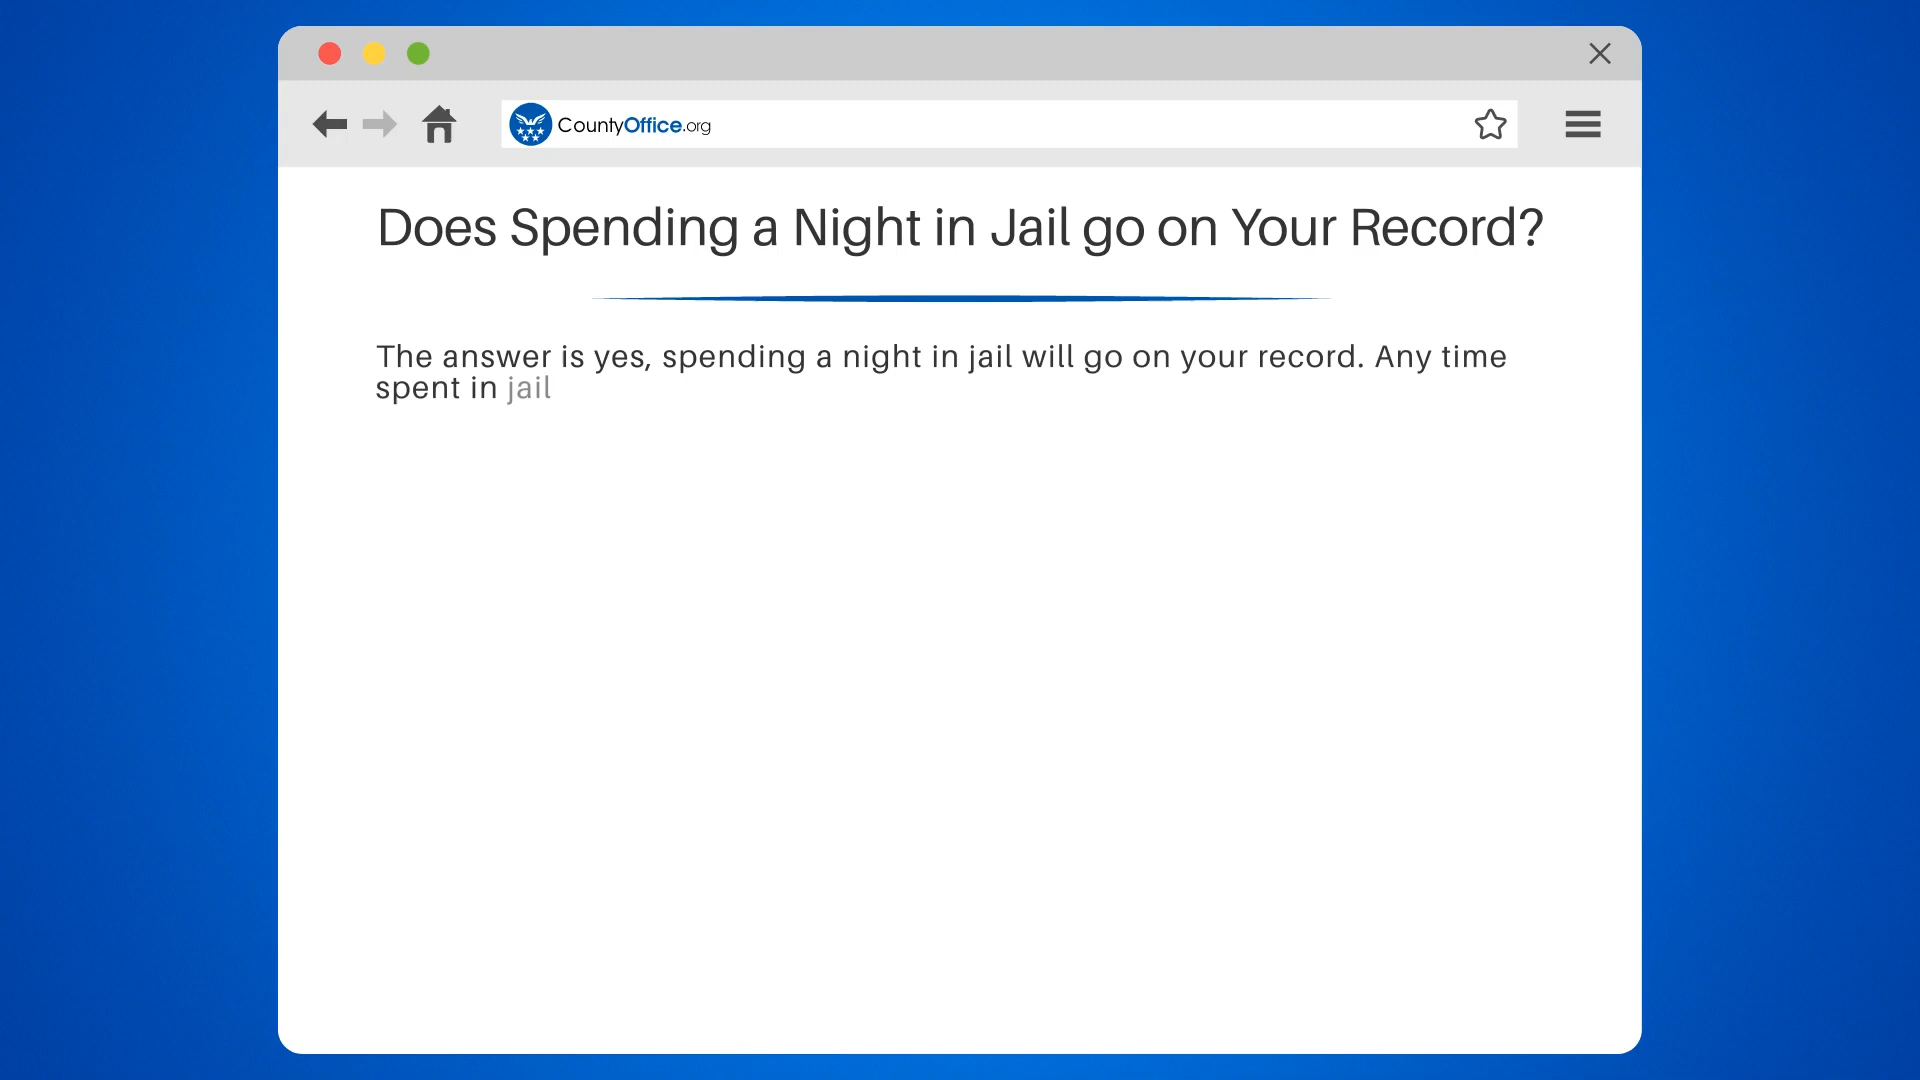 CountyOffice.org
Does Spending a Night in Jail go on Your Record?
The answer is yes, spending a night in jail will go on your record. Any time
spent in jail